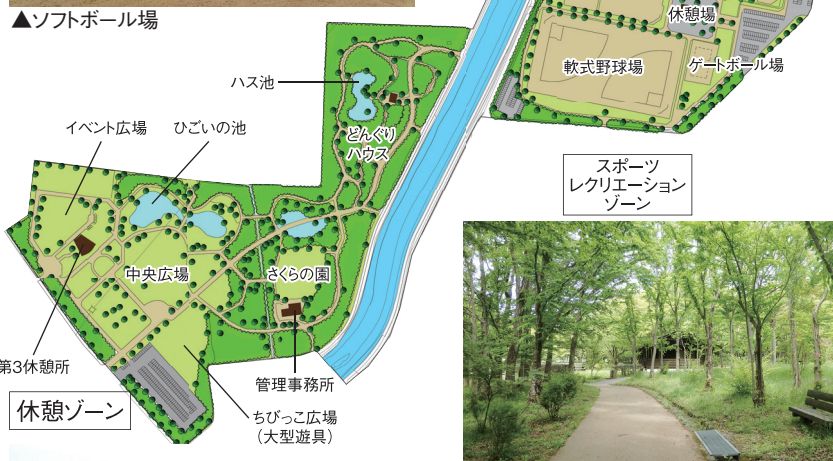 ▲ソフトボール場
休憩場
軟式野球場
ゲートボール場
ハス池
イベント広場
ひごいの池
どんぐり
ハウス
スポーツ
レクリエーション
ゾーン
中央広場
さくらの園
第3休憩所
管理事務所
休憩ゾーン
ちびっこ広場
(大型遊具)